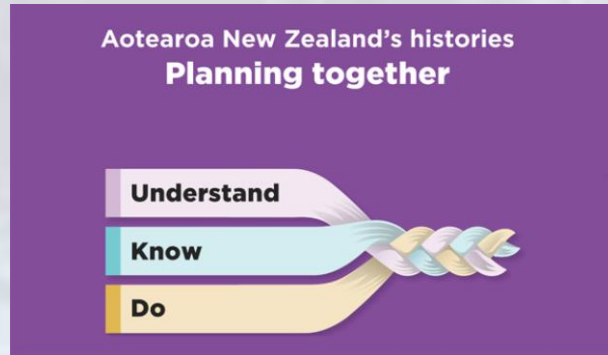 Aotearoa New Zealand's histories
Planning together
Understand
Know
Do